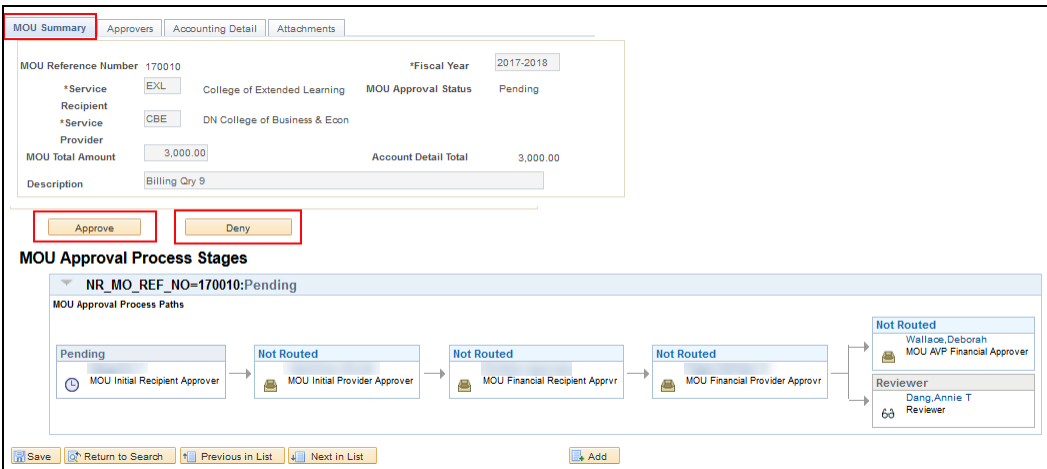 MOU Summary Approvers Accounting Detail Attachments
MOU Reference Number 170010 *Fiscal Year 2017-2018
*Service Recipient EXL College of Extended Learning MOU Approval Status Pending
*Service Provider CBE DN College of Business & Econ
MOU Total Amount 3,000.00 Account Detail Total 3,000.00
Description Billing Qry 9
Approve Deny
MOU Approval Process Stages
NR_MO_REF_NO=170010:Pending
MOU Approval Process Paths
Pending
MOU Initial Recipient Approver
Not Routed
MOU Initial Provider Approver
Not Routed
MOU Financial Recipient Apprvr
Not Routed
MOU Financial Provider Approvr
Not Routed
Wallace,Deborah
MOU AVP Financial Approver
Reviewer
Dang,Annie T
Reviewer
Save Return to Search Previous in List Next in List Add